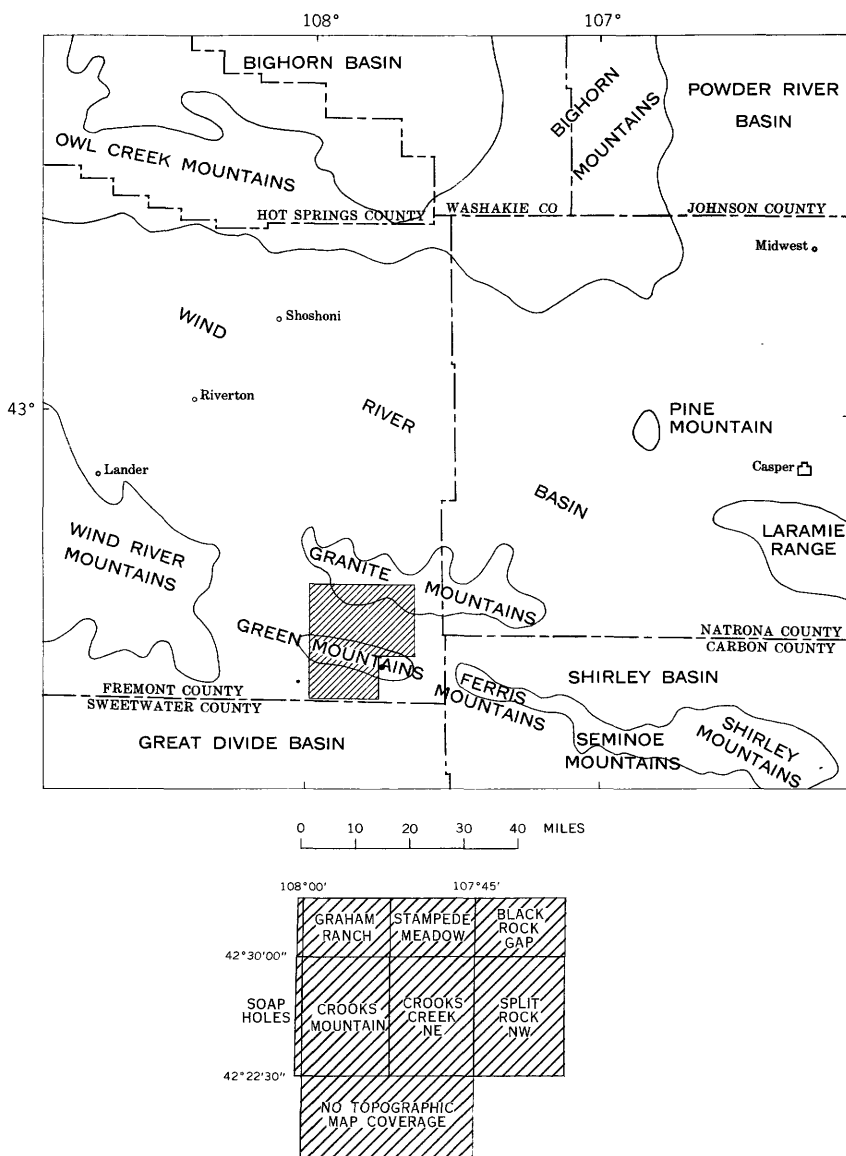 108°
107°
BIGHORN BASIN
BIGHORN
MOUNTAINS
POWDER RIVER
BASIN
OWL CREEK MOUNTAINS
HOT SPRINGS COUNTY
WASHAKIE CO
JOHNSON COUNTY
Midwest
WIND
Shoshoni
Riverton
43°
RIVER
PINE
MOUNTAIN
Lander
Casper
BASIN
WIND RIVER
MOUNTAINS
LARAMIE
RANGE
GRANITE
MOUNTAINS
GREEN
MOUNTAINS
NATRONA COUNTY
CARBON COUNTY
FREMONT COUNTY
SWEETWATER COUNTY
FERRIS
MOUNTAINS
SHIRLEY BASIN
GREAT DIVIDE BASIN
SEMINOE
MOUNTAINS
SHIRLEY
MOUNTAINS
0 10 20 30 40 MILES
108°00'
107°45'
GRAHAM
RANCH
STAMPEDE
MEADOW
BLACK
ROCK
GAP
42°30'00"
SOAP
HOLES
CROOKS
MOUNTAIN
CROOKS
CREEK
NE
SPLIT
ROCK
NW
42°22'30"
NO TOPOGRAPHIC
MAP COVERAGE